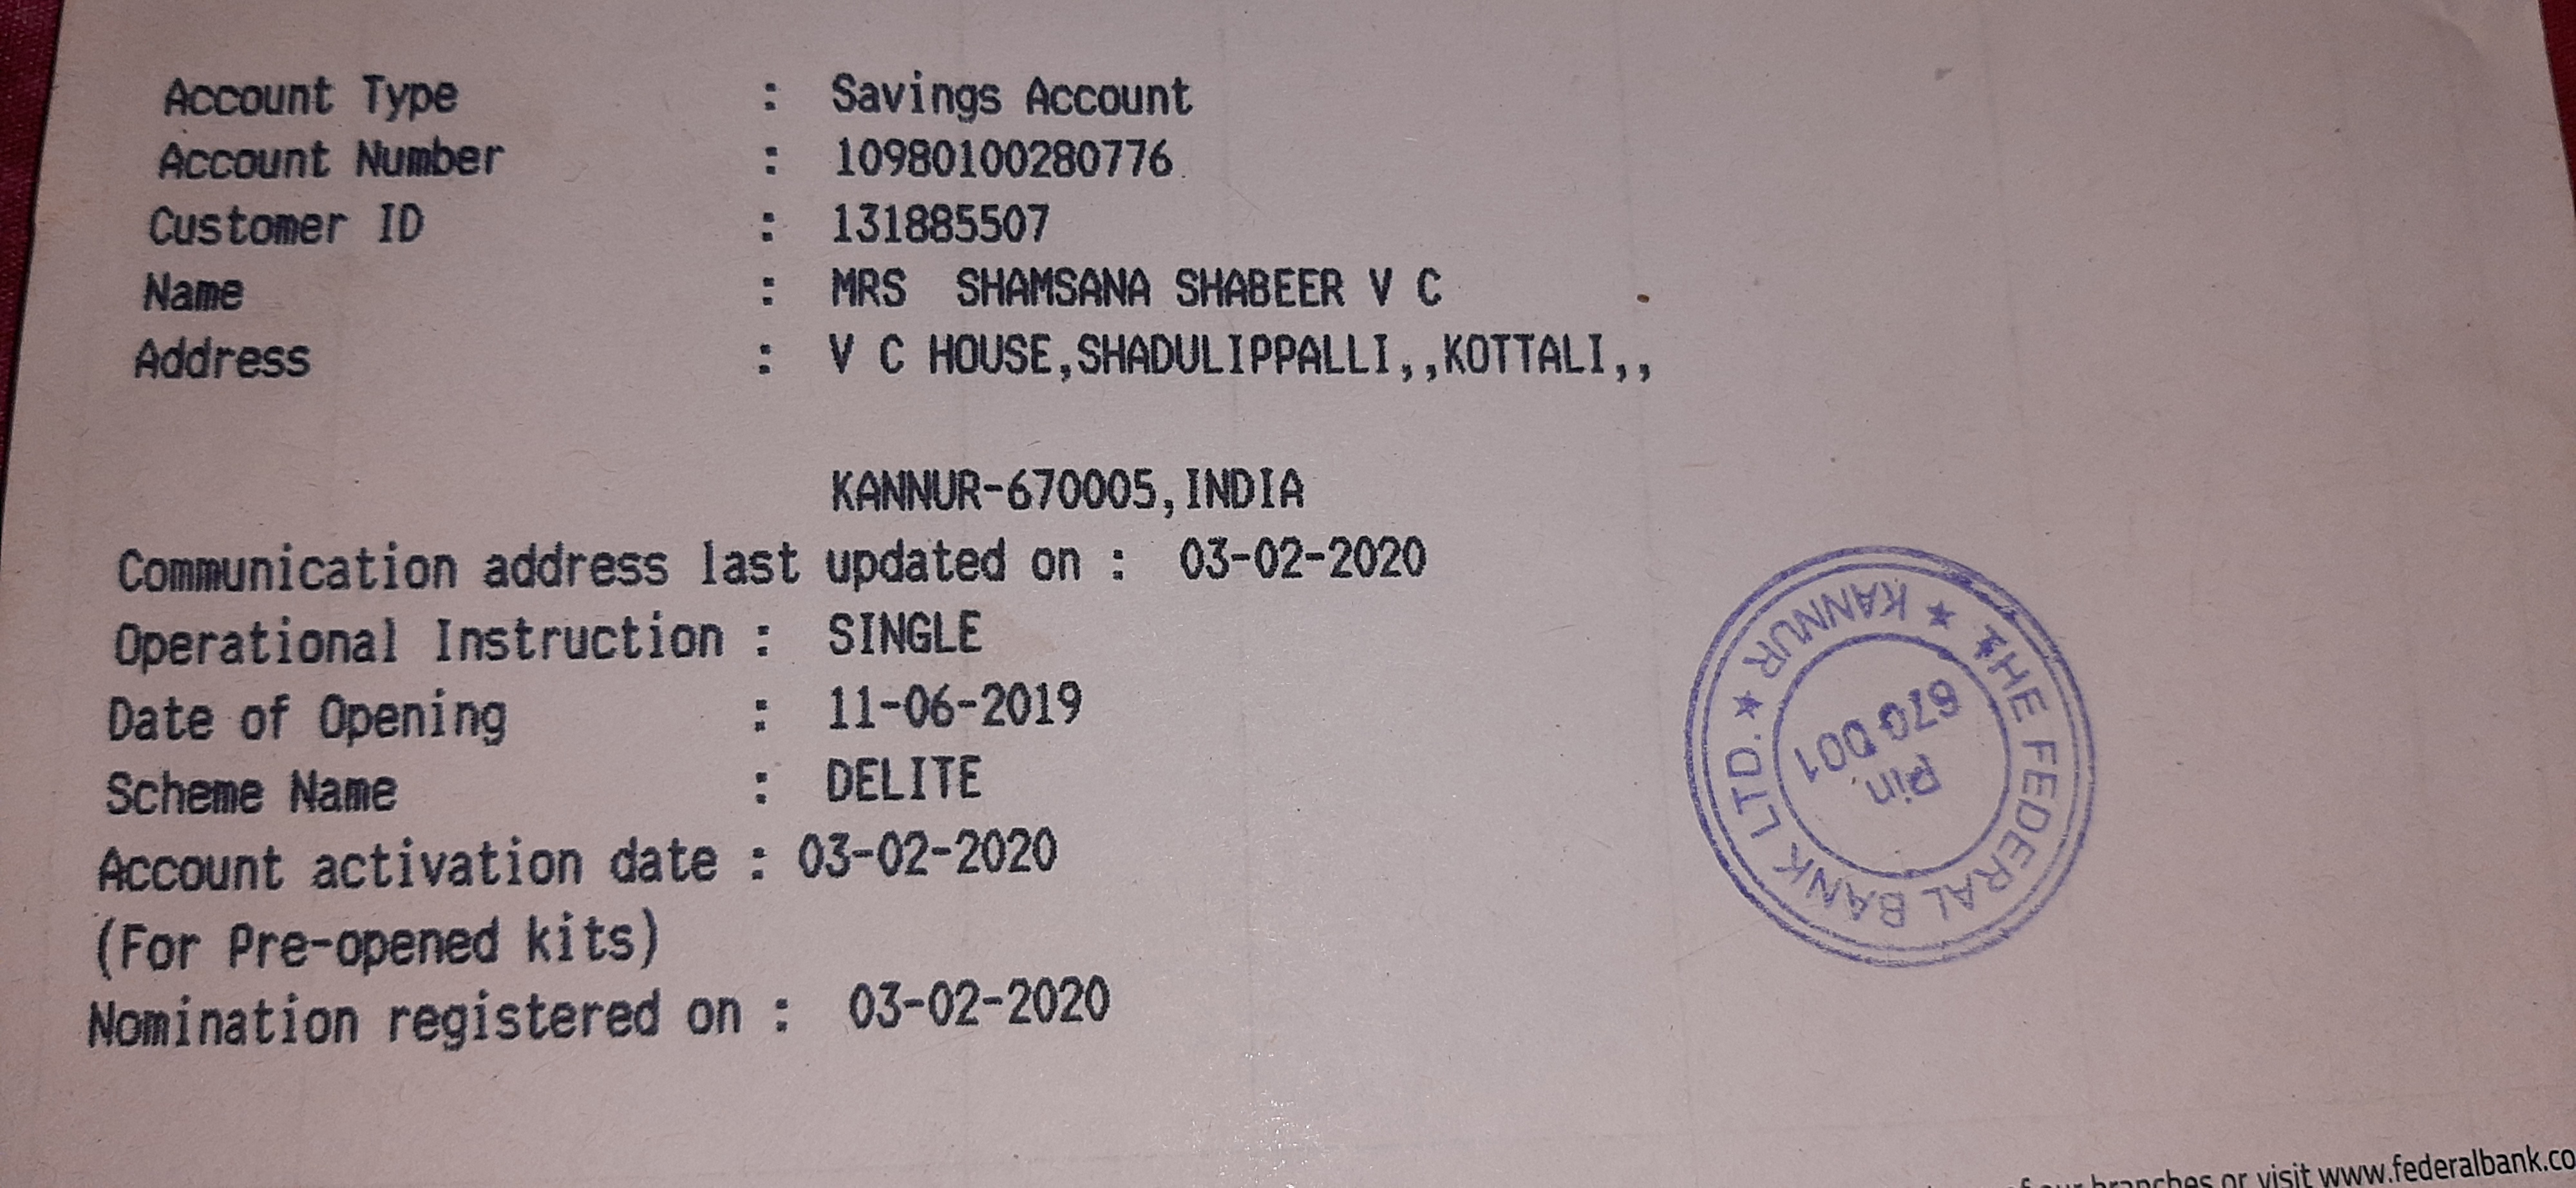 Account Type : Savings Account
Account Number : 10980100280776
Customer ID : 131885507
Name : MRS SHAMSANA SHABEER V C
Address : V C HOUSE,SHADULIPPALLI,,KOTTALI,,
KANNUR-670005,INDIA
Communication address last updated on : 03-02-2020
Operational Instruction : SINGLE
Date of Opening : 11-06-2019
Scheme Name : DELITE
Account activation date : 03-02-2020
(For Pre-opened kits)
Nomination registered on : 03-02-2020
★ THE FEDERAL BANK LTD. ★ KANNUR
Pin
670 001
branches or visit www.federalbank.co